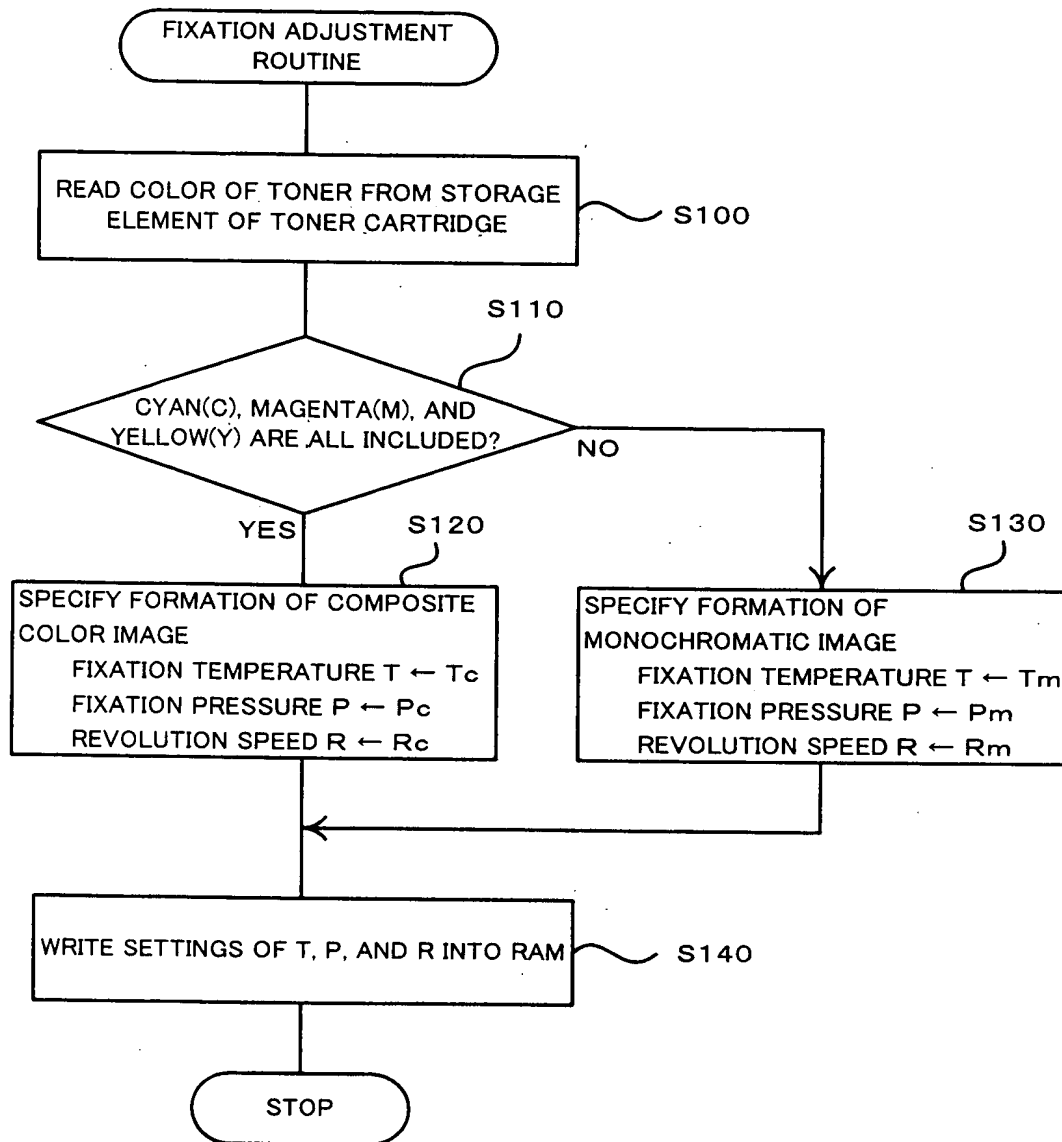 FIXATION ADJUSTMENT
ROUTINE
READ COLOR OF TONER FROM STORAGE
ELEMENT OF TONER CARTRIDGE
S100
S110
CYAN(C), MAGENTA(M), AND
YELLOW(Y) ARE ALL INCLUDED?
NO
YES
S120
S130
SPECIFY FORMATION OF COMPOSITE
COLOR IMAGE
FIXATION TEMPERATURE T ← Tc
FIXATION PRESSURE P ← Pc
REVOLUTION SPEED R ← Rc
SPECIFY FORMATION OF
MONOCHROMATIC IMAGE
FIXATION TEMPERATURE T ← Tm
FIXATION PRESSURE P ← Pm
REVOLUTION SPEED R ← Rm
WRITE SETTINGS OF T, P, AND R INTO RAM
S140
STOP